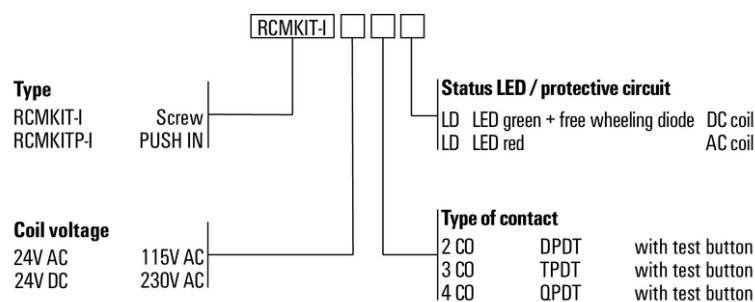 RCMKIT-I
Type
RCMKIT-I Screw
RCMKITP-I PUSH IN
Status LED / protective circuit
LD LED green + free wheeling diode DC coil
LD LED red AC coil
Coil voltage
24V AC 115V AC
24V DC 230V AC
Type of contact
2 CO DPDT with test button
3 CO TPDT with test button
4 CO QPDT with test button